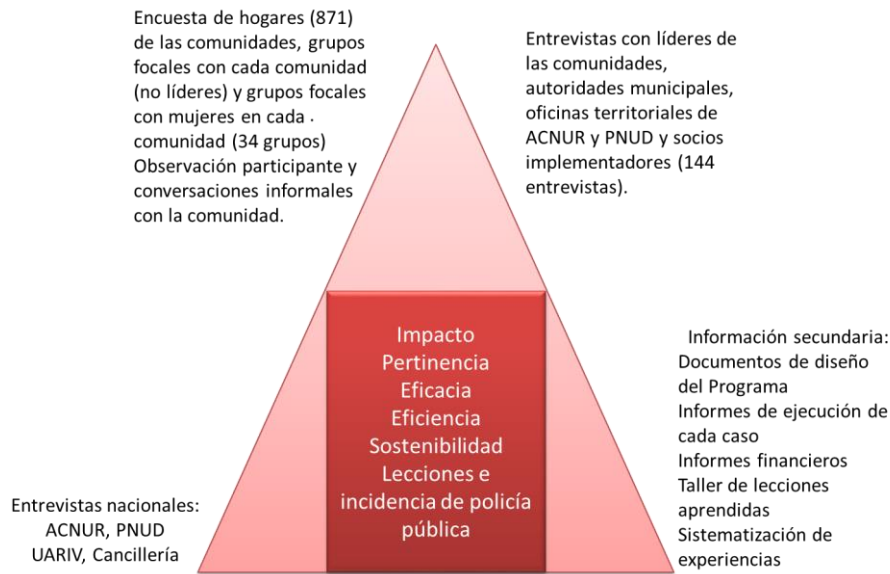 Encuesta de hogares (871)
de las comunidades, grupos
focales con cada comunidad
(no líderes) y grupos focales
con mujeres en cada .
comunidad (34 grupos)
Observación participante y
conversaciones informales
con la comunidad.
Entrevistas con líderes de
las comunidades,
autoridades municipales,
oficinas territoriales de
ACNUR y PNUD y socios
implementadores (144
entrevistas).
Impacto
Pertinencia
Eficacia
Eficiencia
Sostenibilidad
Lecciones e
incidencia de policía
pública
Entrevistas nacionales:
ACNUR, PNUD
UARIV, Cancillería
Información secundaria:
Documentos de diseño
del Programa
Informes de ejecución de
cada caso
Informes financieros
Taller de lecciones
aprendidas
Sistematización de
experiencias